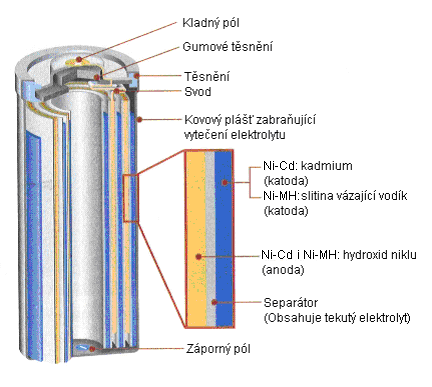 Kladný pól
Gumové těsnění
Těsnění
Svod
Kovový plášť zabraňující
vytečení elektrolytu
Ni-Cd: kadmium
(katoda)
Ni-MH: slitina vázající vodík
(katoda)
Ni-Cd i Ni-MH: hydroxid niklu
(anoda)
Separátor
(Obsahuje tekutý elektrolyt)
Záporný pól